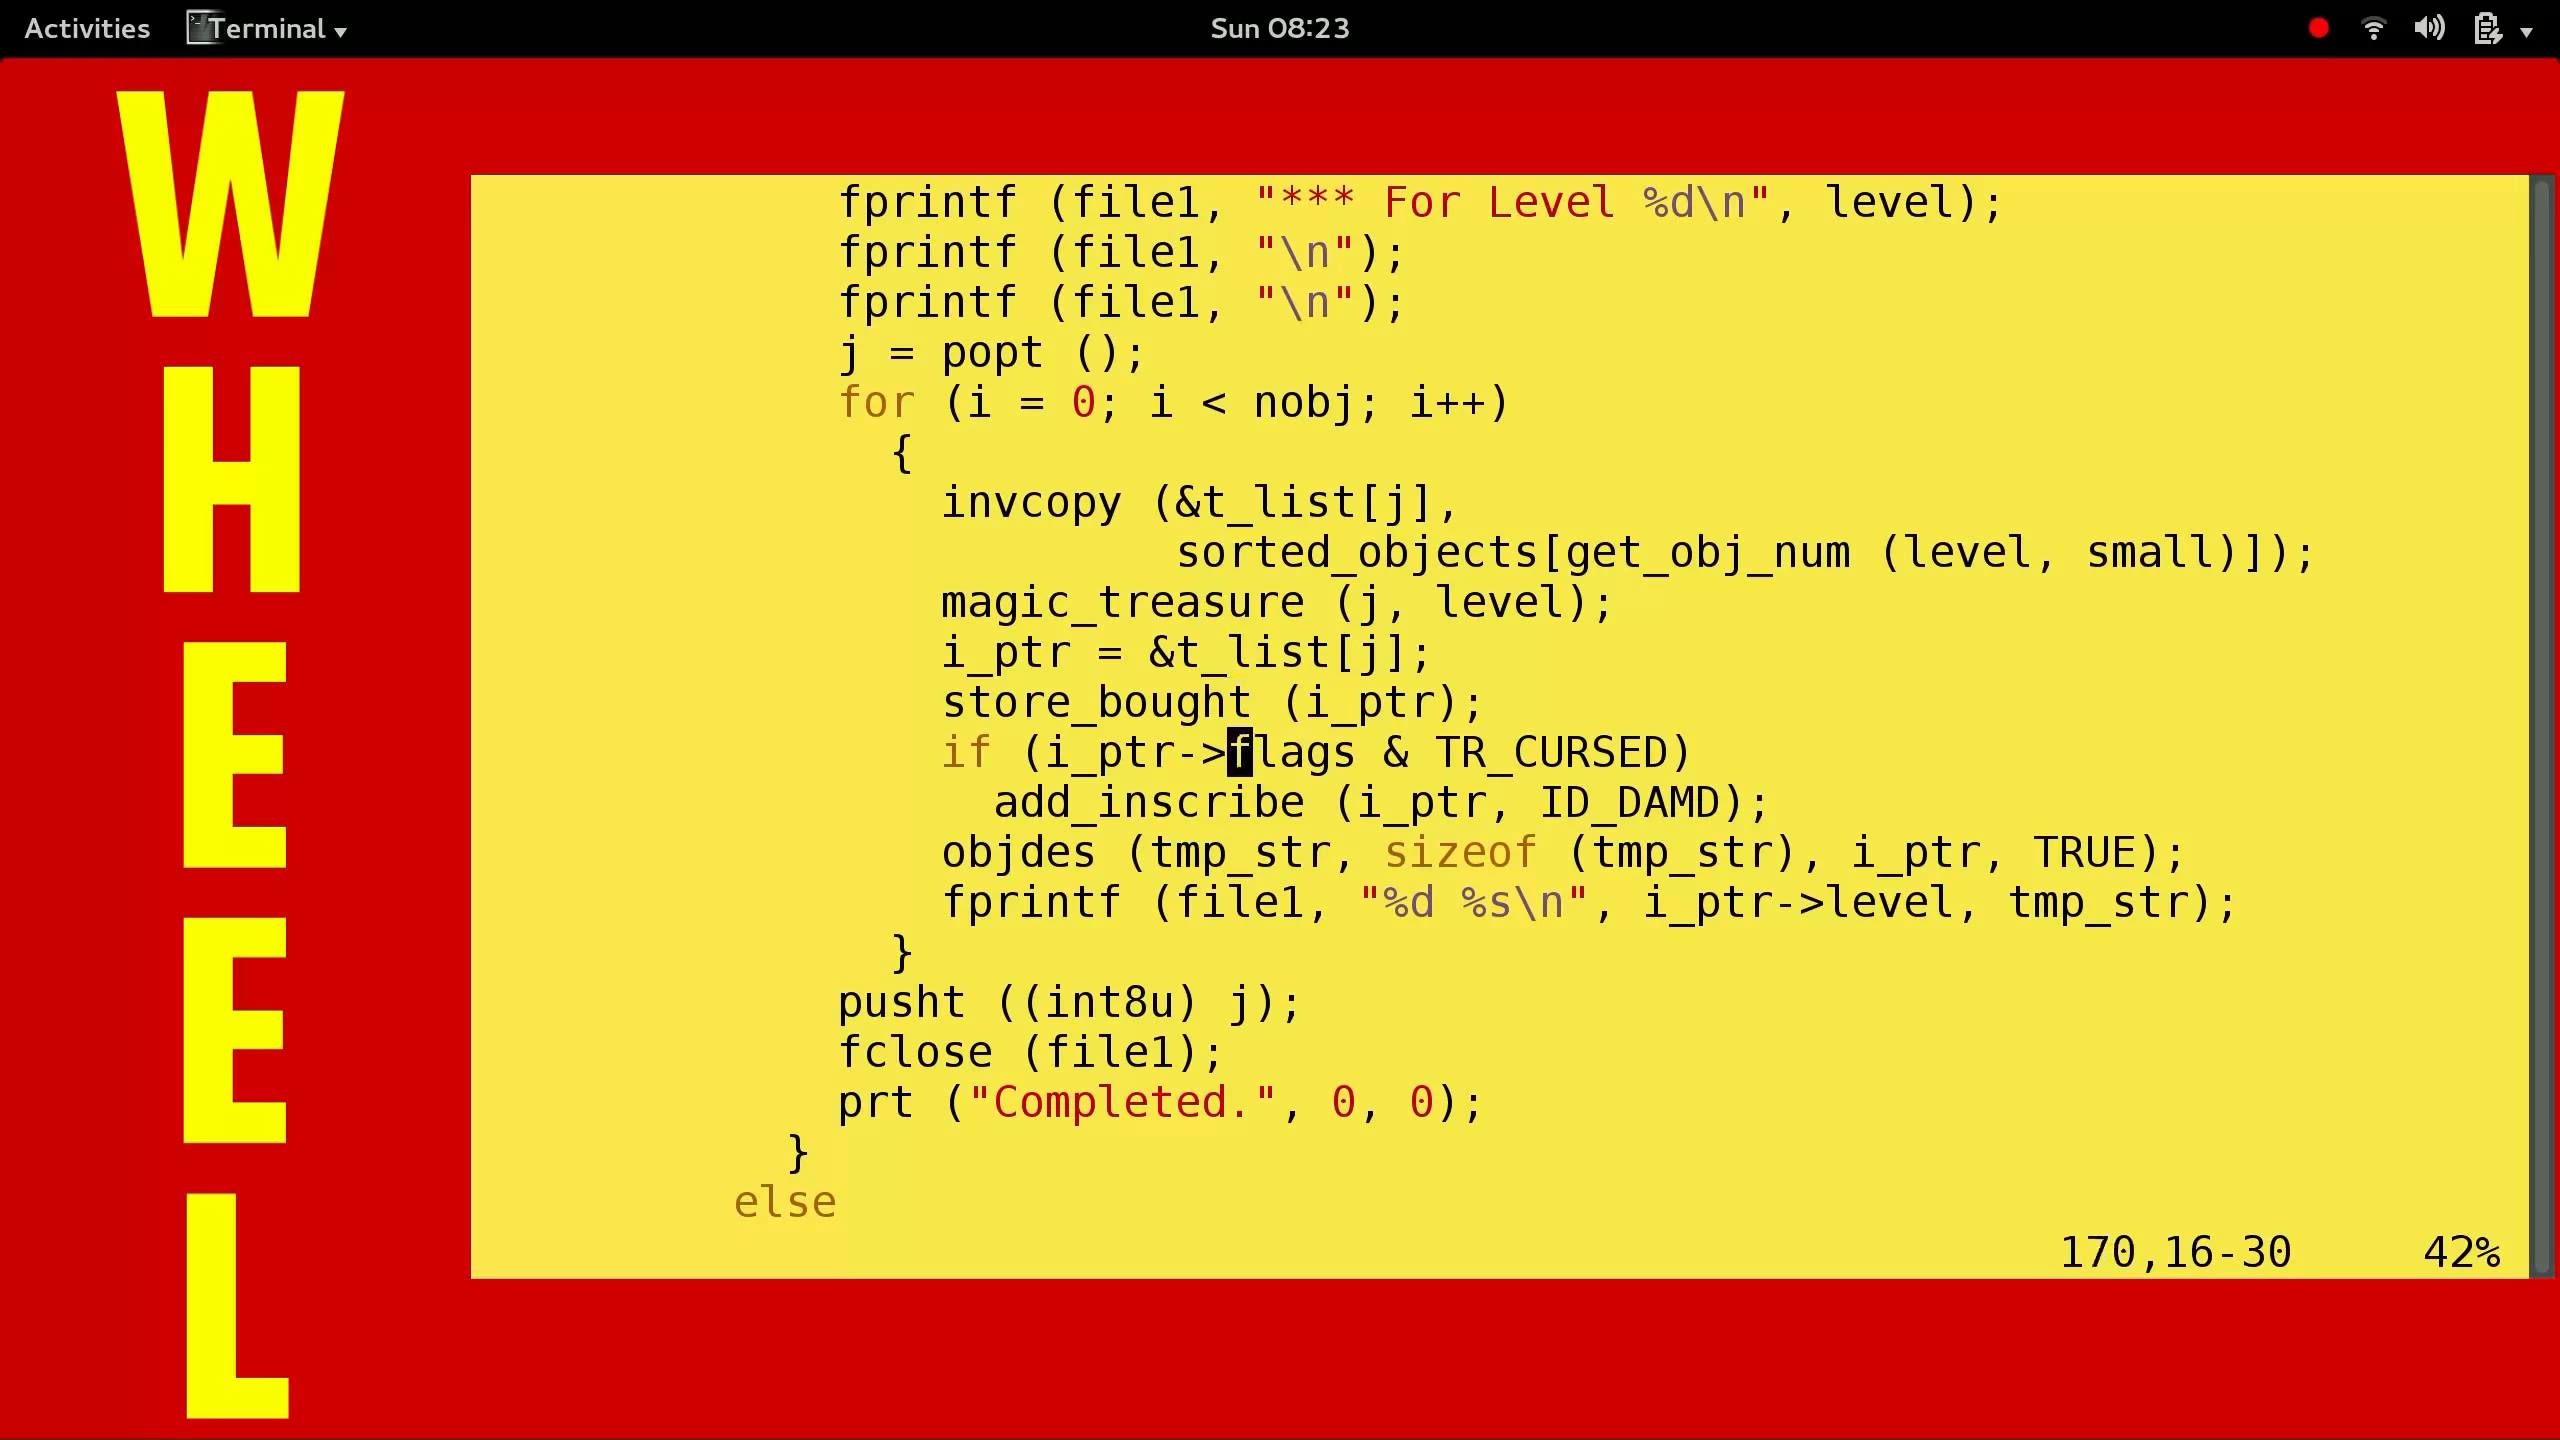 Activities Terminal Sun 08:23
WHEEL
fprintf (file1, "*** For Level %d\n", level);
fprintf (file1, "\n");
fprintf (file1, "\n");
j = popt ();
for (i = 0; i < nobj; i++)
{
invcopy (&t_list[j],
sorted_objects[get_obj_num (level, small)]);
magic_treasure (j, level);
i_ptr = &t_list[j];
store_bought (i_ptr);
if (i_ptr->flags & TR_CURSED)
add_inscribe (i_ptr, ID_DAMD);
objdes (tmp_str, sizeof (tmp_str), i_ptr, TRUE);
fprintf (file1, "%d %s\n", i_ptr->level, tmp_str);
}
pusht ((int8u) j);
fclose (file1);
prt ("Completed.", 0, 0);
}
else
170,16-30 42%